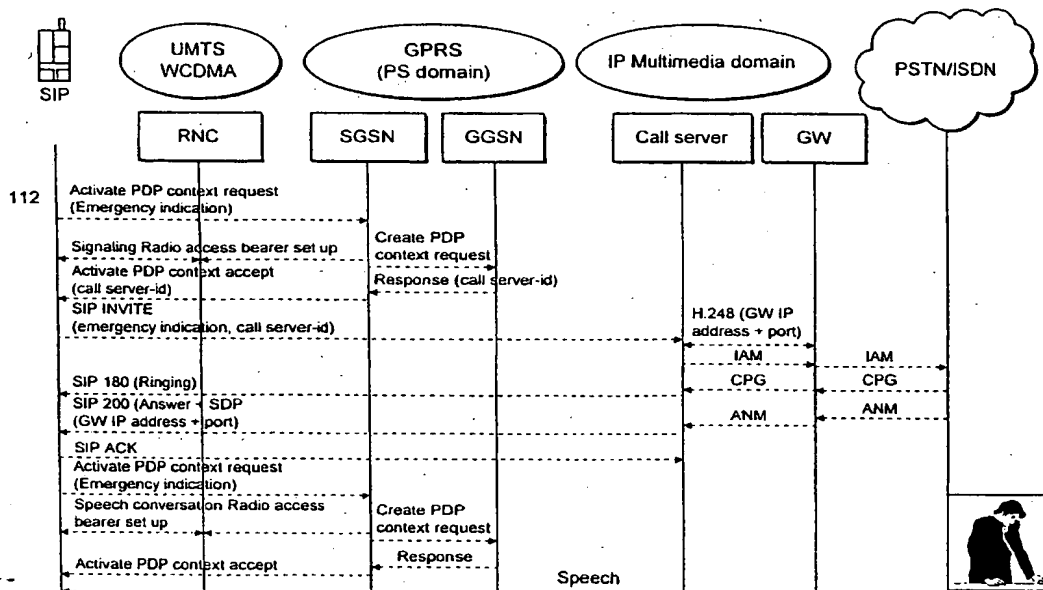 UMTS
WCDMA
GPRS
(PS domain)
IP Multimedia domain
PSTN/ISDN
SIP
RNC
SGSN
GGSN
Call server
GW
112
Activate PDP context request
(Emergency indication)
Signaling Radio access bearer set up
Create PDP
context request
Activate PDP context accept
(call server-id)
Response (call server-id)
SIP INVITE
(emergency indication, call server-id)
H.248 (GW IP
address + port)
IAM
IAM
SIP 180 (Ringing)
CPG
CPG
SIP 200 (Answer + SDP
(GW IP address + port)
ANM
ANM
SIP ACK
Activate PDP context request
(Emergency indication)
Speech conversation Radio access
bearer set up
Create PDP
context request
Response
Activate PDP context accept
Speech